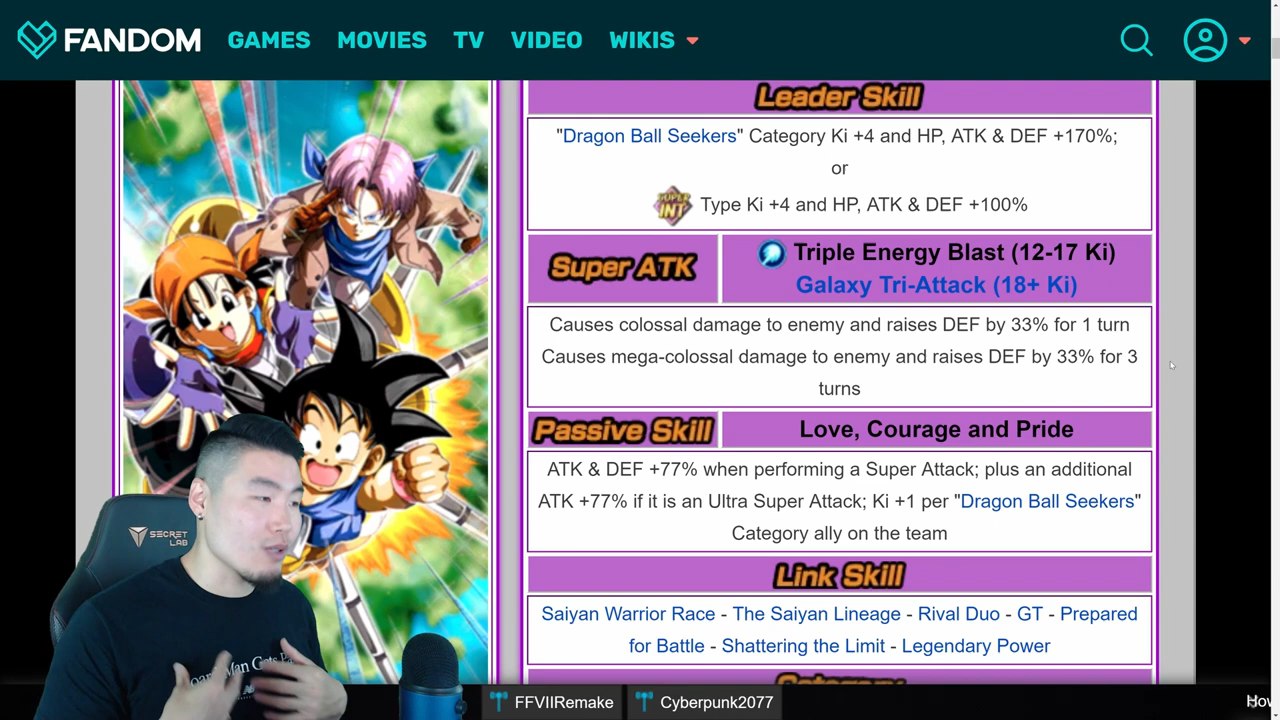 FANDOM GAMES MOVIES TV VIDEO WIKIS
Leader Skill
"Dragon Ball Seekers" Category Ki +4 and HP, ATK & DEF +170%;
or
SUPER INT Type Ki +4 and HP, ATK & DEF +100%
Super ATK
Triple Energy Blast (12-17 Ki)
Galaxy Tri-Attack (18+ Ki)
Causes colossal damage to enemy and raises DEF by 33% for 1 turn
Causes mega-colossal damage to enemy and raises DEF by 33% for 3
turns
Passive Skill Love, Courage and Pride
ATK & DEF +77% when performing a Super Attack; plus an additional
ATK +77% if it is an Ultra Super Attack; Ki +1 per "Dragon Ball Seekers"
Category ally on the team
SECRET
LAB
Link Skill
Saiyan Warrior Race - The Saiyan Lineage - Rival Duo - GT - Prepared
for Battle - Shattering the Limit - Legendary Power
Category
FFVIIRemake Cyberpunk2077